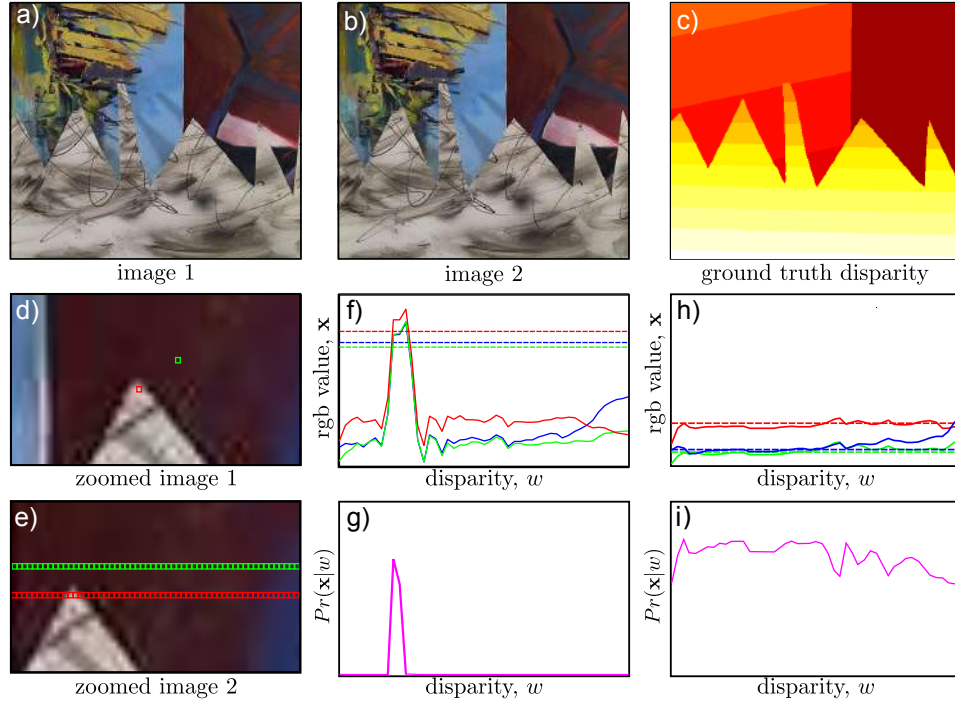 a)
b)
c)
image 1
image 2
ground truth disparity
d)
f)
h)
rgb value, x
rgb value, x
zoomed image 1
disparity, w
disparity, w
e)
g)
i)
Pr(x|w)
Pr(x|w)
zoomed image 2
disparity, w
disparity, w